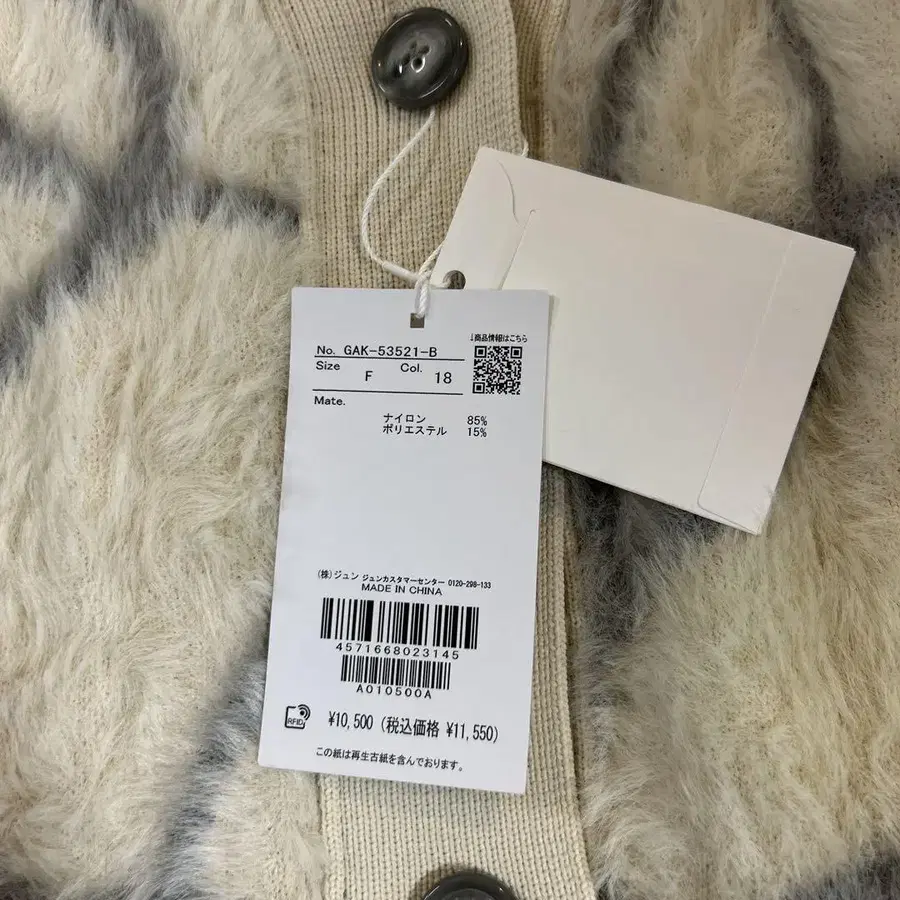 No. GAK-53521-B
↓商品情報はこちら
Size F Col. 18
Mate.
ナイロン 85%
ポリエステル 15%
(株)ジュン ジュンカスタマーセンター 0120-298-133
MADE IN CHINA
4571668023145
A010500A
RFID ¥10,500 (税込価格 ¥11,550)
この紙は再生古紙を含んでおります。